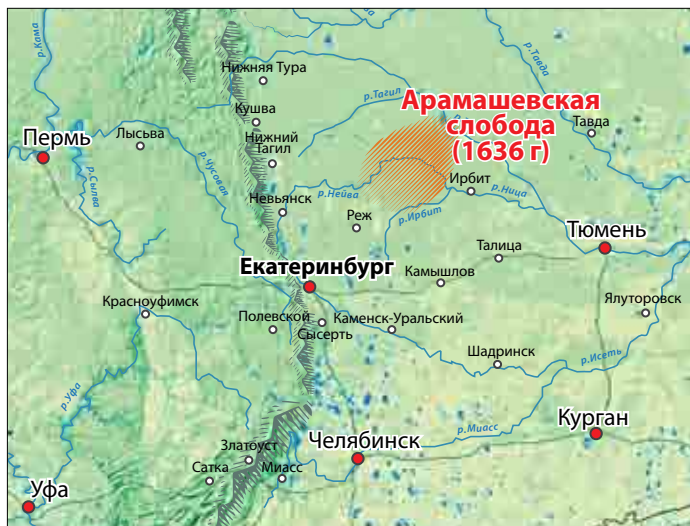 р.Кама
Нижняя Тура
р.Тавда
р.Тагил
Арамашевская
слобода
(1636 г)
Кушва
Тавда
Пермь
Лысьва
Нижний
Тагил
р.Сылва
р.Чусовая
р.Нейва
Ирбит
р.Ница
Невьянск
Реж
р.Ирбит
Тюмень
Талица
Екатеринбург
Камышлов
Красноуфимск
Полевской
Каменск-Уральский
Ялуторовск
Сысерть
Шадринск
р.Исеть
р.Уфа
Курган
р.Миасс
Златоуст
Челябинск
Сатка
Миасс
Уфа